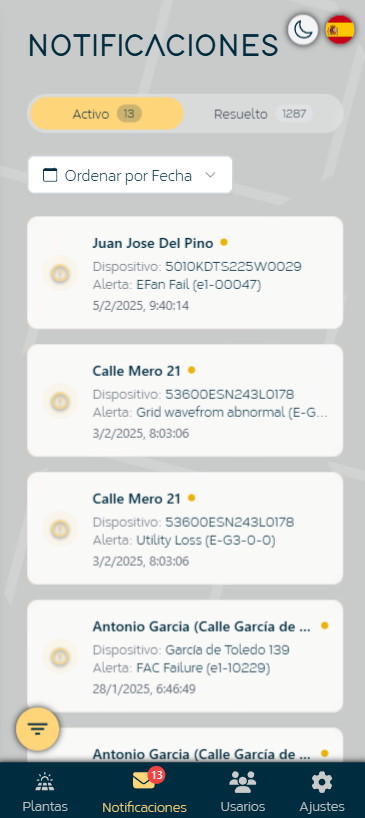 NOTIFICACIONES
Activo 13 Resuelto 1287
Ordenar por Fecha
Juan Jose Del Pino
Dispositivo: 5010KDTS225W0029
Alerta: EFan Fail (e1-00047)
5/2/2025, 9:40:14
Calle Mero 21
Dispositivo: 53600ESN243L0178
Alerta: Grid wavefrom abnormal (E-G...
3/2/2025, 8:03:06
Calle Mero 21
Dispositivo: 53600ESN243L0178
Alerta: Utility Loss (E-G3-0-0)
3/2/2025, 8:03:06
Antonio Garcia (Calle García de ...
Dispositivo: García de Toledo 139
Alerta: FAC Failure (e1-10229)
28/1/2025, 6:46:49
Antonio Garcia (Calle García de ...
13
Plantas Notificaciones Usuarios Ajustes